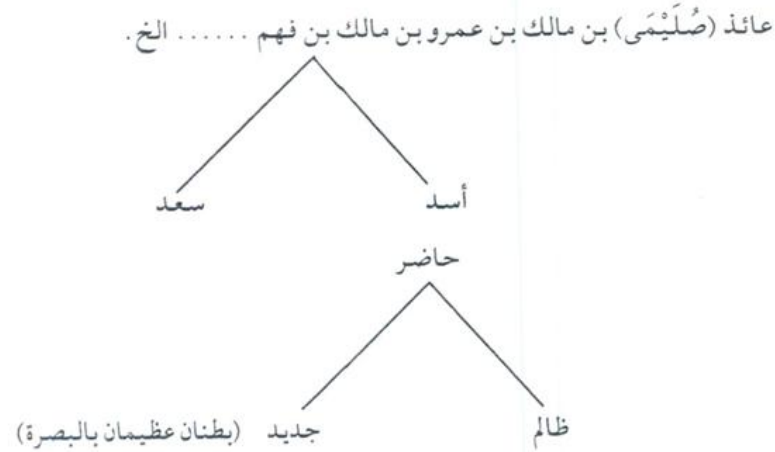 عائذ (صُلَيْمَى) بن مالك بن عمرو بن مالك بن فهم ...... الخ.
أسد سعد
حاضر
ظالم جديد (بطنان عظيمان بالبصرة)